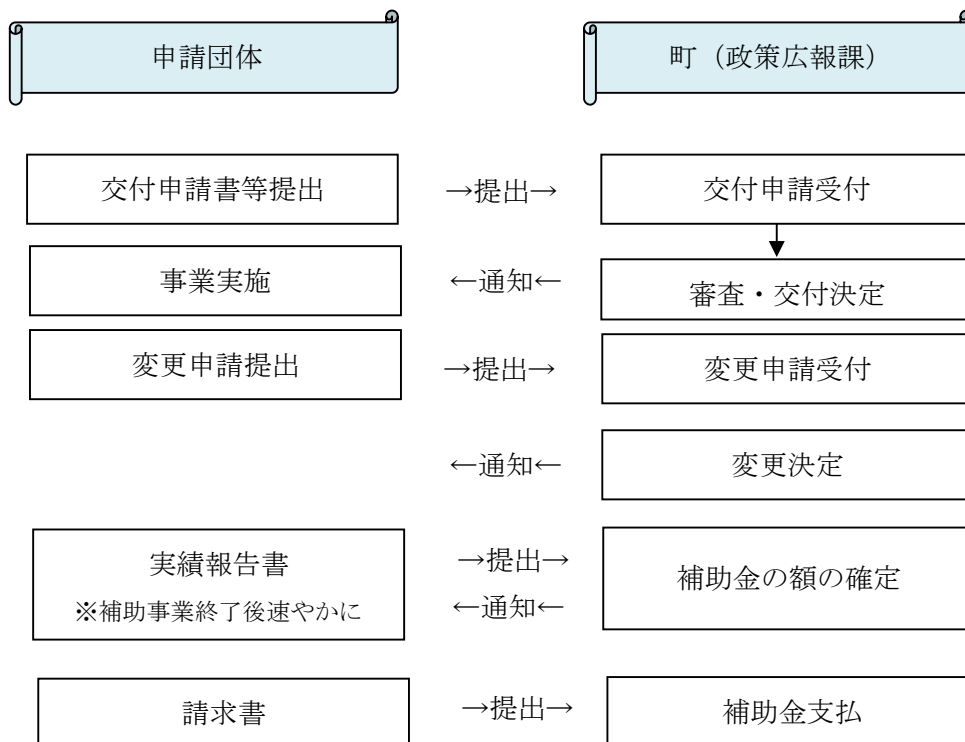 申請団体
町（政策広報課）
交付申請書等提出
→提出→
交付申請受付
事業実施
←通知←
審査・交付決定
変更申請提出
→提出→
変更申請受付
←通知←
変更決定
実績報告書
※補助事業終了後速やかに
→提出→
←通知←
補助金の額の確定
請求書
→提出→
補助金支払